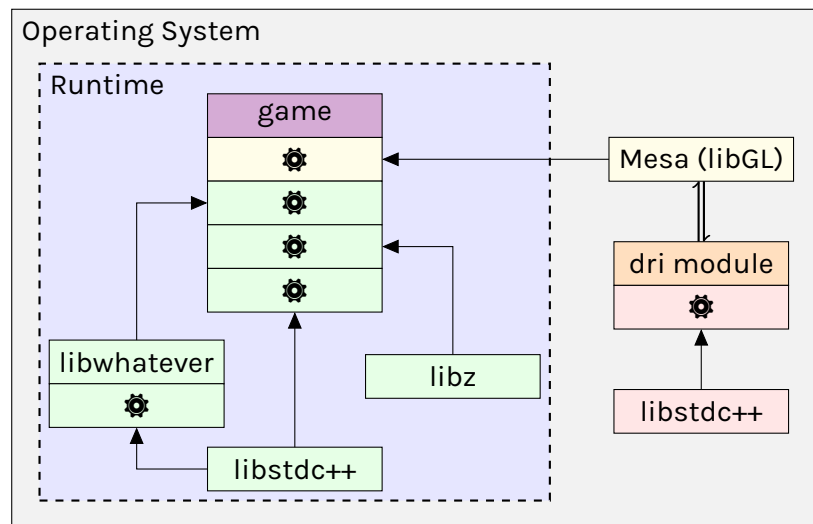 Operating System
Runtime
game
Mesa (libGL)
dri module
libwhatever
libz
libstdc++
libstdc++